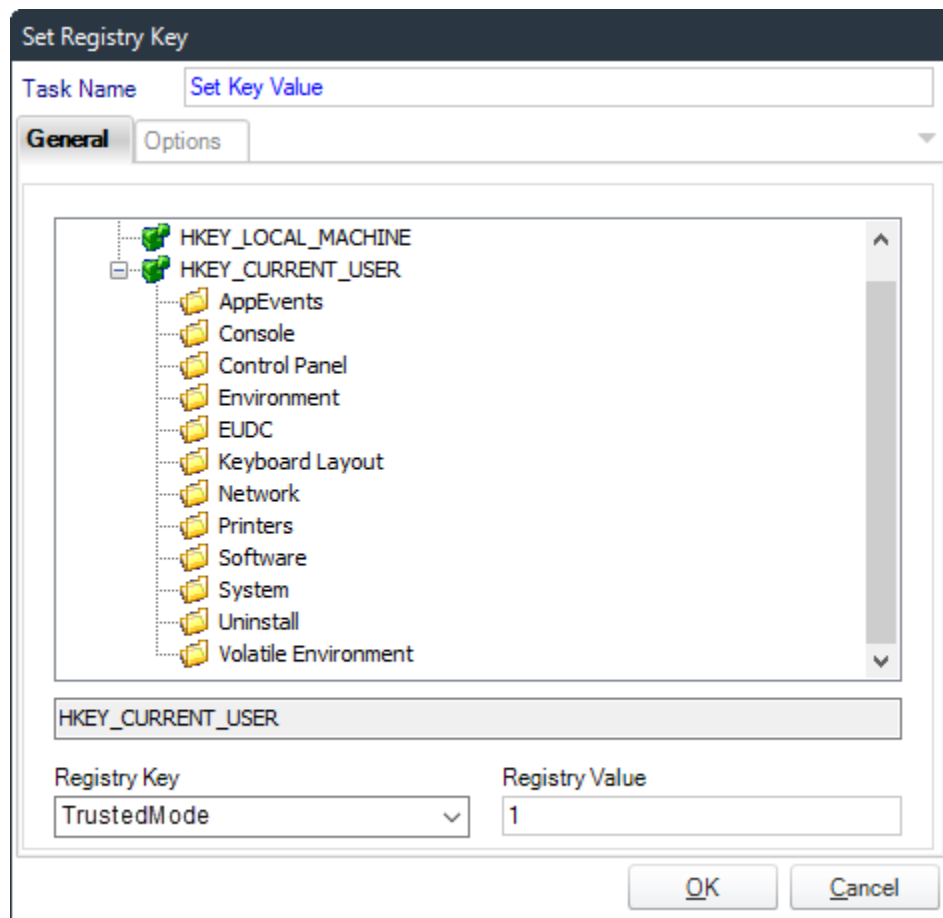 Set Registry Key
Task Name Set Key Value
General Options
HKEY_LOCAL_MACHINE
HKEY_CURRENT_USER
AppEvents
Console
Control Panel
Environment
EUDC
Keyboard Layout
Network
Printers
Software
System
Uninstall
Volatile Environment
HKEY_CURRENT_USER
Registry Key Registry Value
TrustedMode 1
OK Cancel